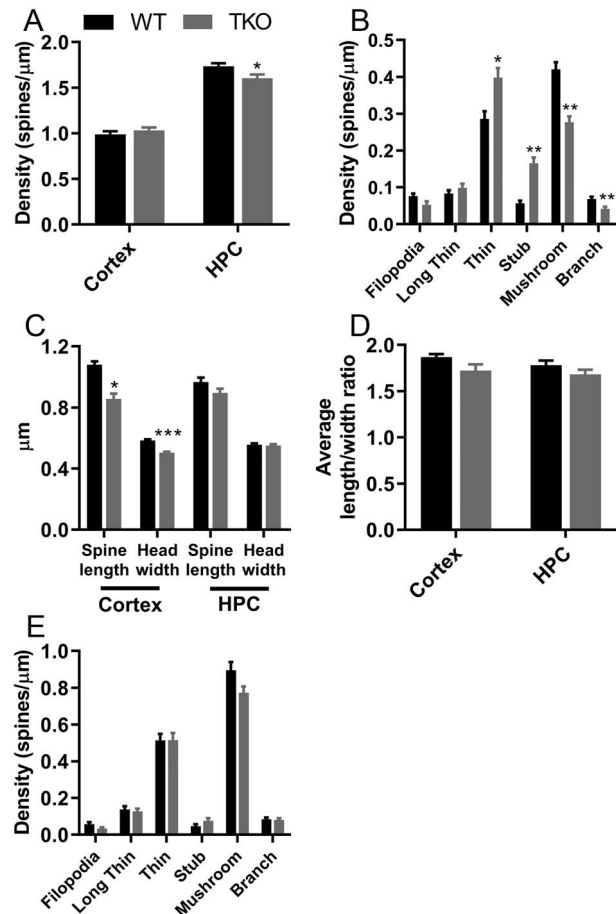 A
WT
TKO
Density (spines/μm)
2.0
1.5
1.0
0.5
0.0
*
Cortex
HPC
B
Density (spines/μm)
0.5
0.4
0.3
0.2
0.1
0.0
*
**
**
**
Filopodia
Long Thin
Thin
Stub
Mushroom
Branch
C
μm
1.2
0.8
0.4
0.0
*
***
Spine Head Spine Head
length width length width
Cortex HPC
D
Average
length/width ratio
2.0
1.5
1.0
0.5
0.0
Cortex
HPC
E
Density (spines/μm)
1.0
0.8
0.6
0.4
0.2
0.0
Filopodia
Long Thin
Thin
Stub
Mushroom
Branch